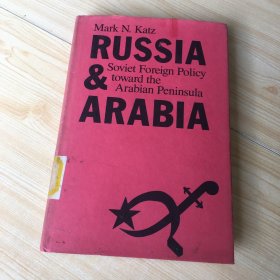 Mark N. Katz
RUSSIA
& Soviet Foreign Policy
toward the
Arabian Peninsula
ARABIA